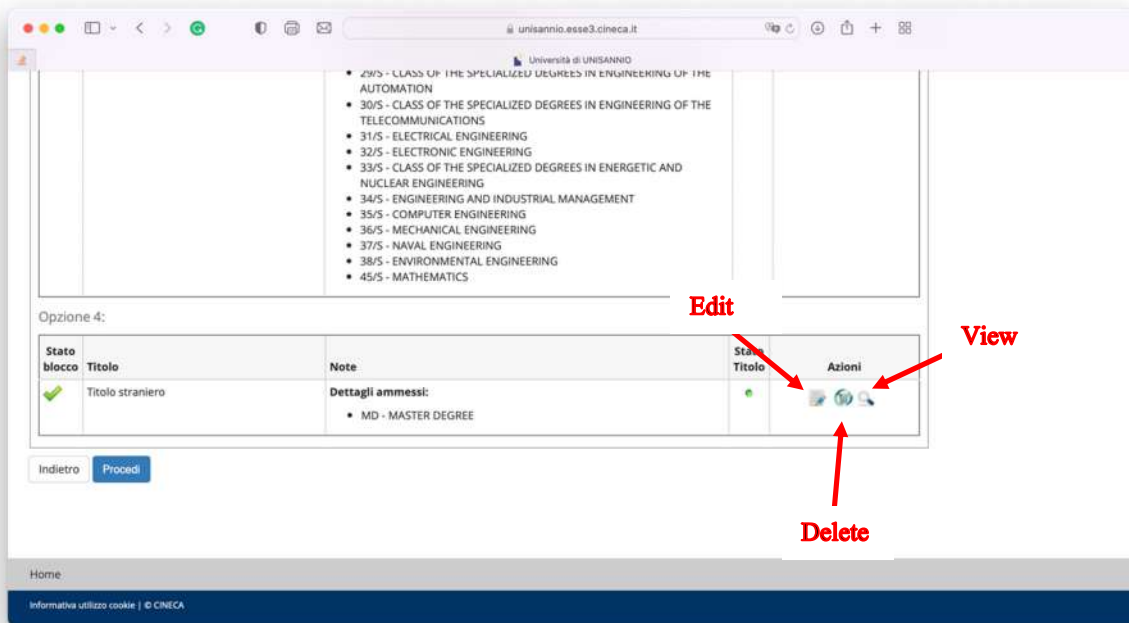 unisannio.esse3.cineca.it
Università di UNISANNIO
• 29/S - CLASS OF THE SPECIALIZED DEGREES IN ENGINEERING OF THE
AUTOMATION
• 30/S - CLASS OF THE SPECIALIZED DEGREES IN ENGINEERING OF THE
TELECOMMUNICATIONS
• 31/S - ELECTRICAL ENGINEERING
• 32/S - ELECTRONIC ENGINEERING
• 33/S - CLASS OF THE SPECIALIZED DEGREES IN ENERGETIC AND
NUCLEAR ENGINEERING
• 34/S - ENGINEERING AND INDUSTRIAL MANAGEMENT
• 35/S - COMPUTER ENGINEERING
• 36/S - MECHANICAL ENGINEERING
• 37/S - NAVAL ENGINEERING
• 38/S - ENVIRONMENTAL ENGINEERING
• 45/S - MATHEMATICS
Edit
View
Opzione 4:
Stato blocco Titolo Note Stato Titolo Azioni
Titolo straniero Dettagli ammessi:
• MD - MASTER DEGREE
Indietro Procedi
Delete
Home
Informativa utilizzo cookie | © CINECA